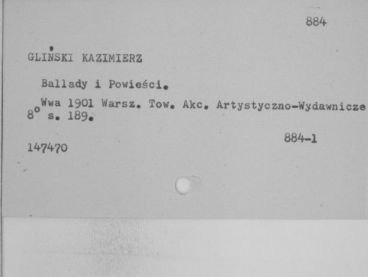 884
GLIŃSKI KAZIMIERZ
Ballady i Powieści.
Wwa 1901 Warsz. Tow. Akc. Artystyczno-Wydawnicze
8° s. 189.
884-1
147470